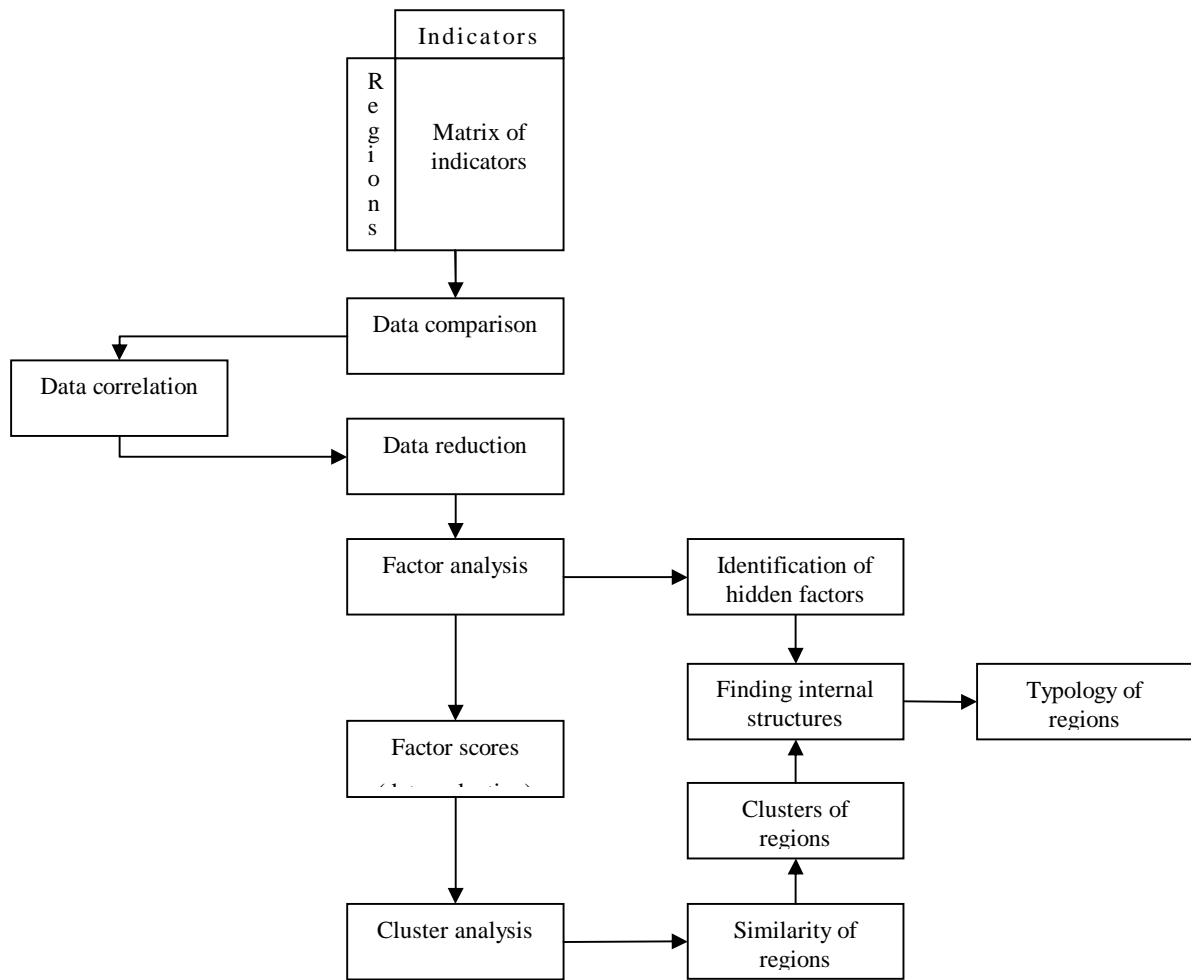 Indicators
Regions
Matrix of
indicators
Data comparison
Data correlation
Data reduction
Factor analysis
Identification of
hidden factors
Finding internal
structures
Typology of
regions
Factor scores
Clusters of
regions
Cluster analysis
Similarity of
regions